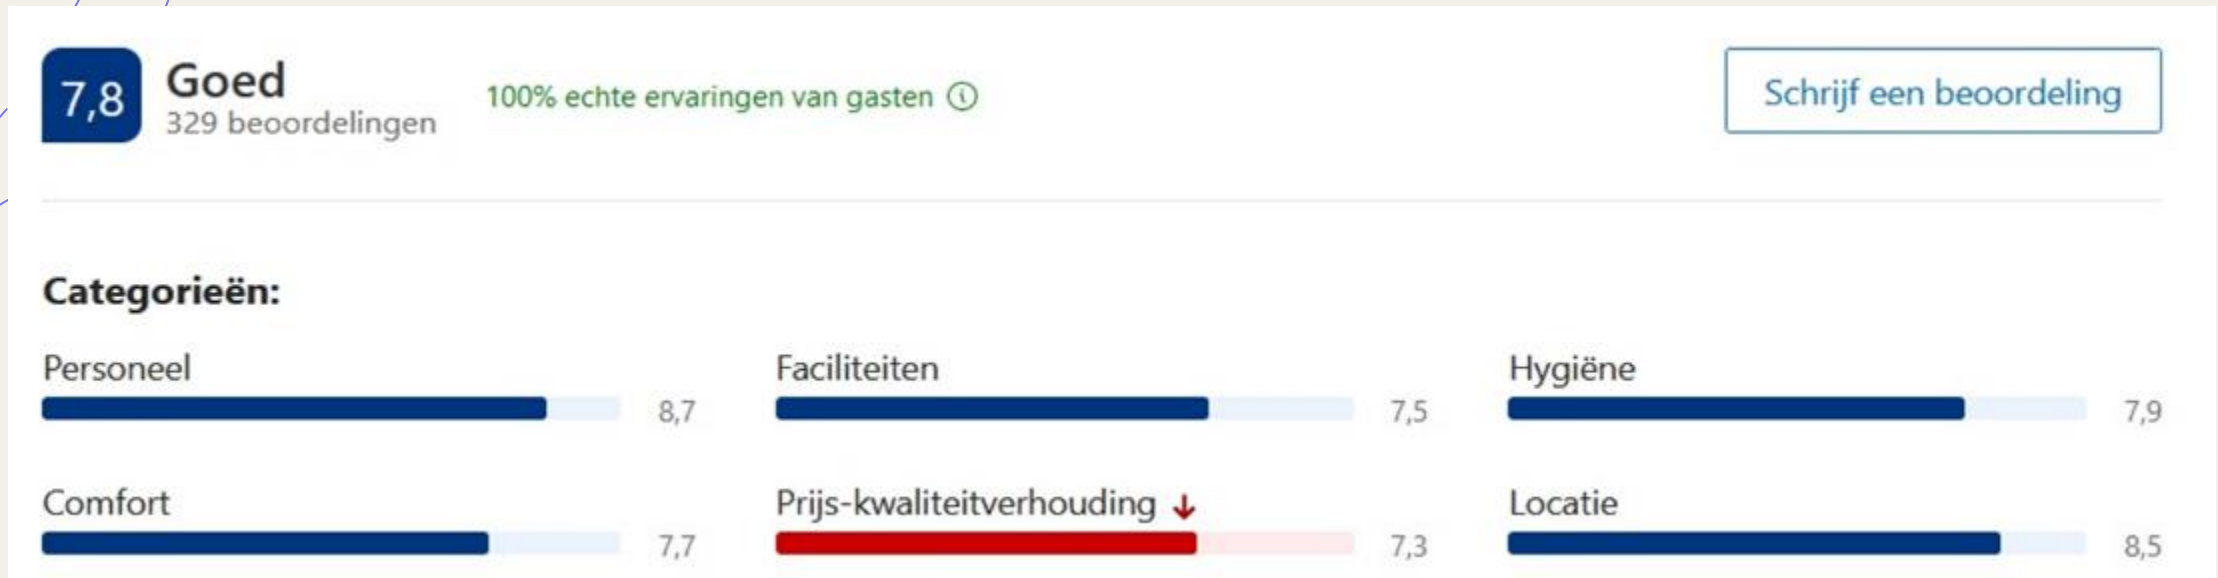 7,8
Goed
329 beoordelingen
100% echte ervaringen van gasten
Schrijf een beoordeling
Categorieën:
Personeel
8,7
Faciliteiten
7,5
Hygiëne
7,9
Comfort
7,7
Prijs-kwaliteitverhouding ↓
7,3
Locatie
8,5